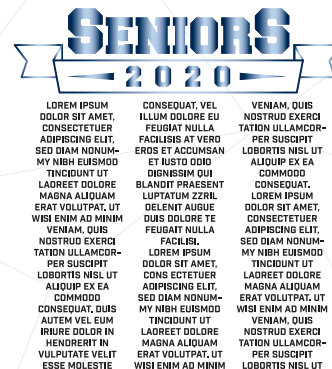 SENIORS
2020
LOREM IPSUM
DOLOR SIT AMET,
CONSECTETUER
ADIPISCING ELIT,
SED DIAM NONUM-
MY NIBH EUISMOD
TINCIDUNT UT
LAOREET DOLORE
MAGNA ALIQUAM
ERAT VOLUTPAT. UT
WISI ENIM AD MINIM
VENIAM, QUIS
NOSTRUD EXERCI
TATION ULLAMCOR-
PER SUSCIPIT
LOBORTIS NISL UT
ALIQUIP EX EA
COMMODO
CONSEQUAT. DUIS
AUTEM VEL EUM
IRIURE DOLOR IN
HENDRERIT IN
VULPUTATE VELIT
ESSE MOLESTIE
CONSEQUAT, VEL
ILLUM DOLORE EU
FEUGIAT NULLA
FACILISIS AT VERO
EROS ET ACCUMSAN
ET IUSTO ODIO
DIGNISSIM QUI
BLANDIT PRAESENT
LUPTATUM ZZRIL
DELENIT AUGUE
DUIS DOLORE TE
FEUGAIT NULLA
FACILISI.
LOREM IPSUM
DOLOR SIT AMET,
CONS ECTETUER
ADIPISCING ELIT,
SED DIAM NONUM-
MY NIBH EUISMOD
TINCIDUNT UT
LAOREET DOLORE
MAGNA ALIQUAM
ERAT VOLUTPAT. UT
WISI ENIM AD MINIM
VENIAM, QUIS
NOSTRUD EXERCI
TATION ULLAMCOR-
PER SUSCIPIT
LOBORTIS NISL UT
ALIQUIP EX EA
COMMODO
CONSEQUAT.
LOREM IPSUM
DOLOR SIT AMET,
CONSECTETUER
ADIPISCING ELIT,
SED DIAM NONUM-
MY NIBH EUISMOD
TINCIDUNT UT
LAOREET DOLORE
MAGNA ALIQUAM
ERAT VOLUTPAT. UT
WISI ENIM AD MINIM
VENIAM, QUIS
NOSTRUD EXERCI
TATION ULLAMCOR-
PER SUSCIPIT
LOBORTIS NISL UT